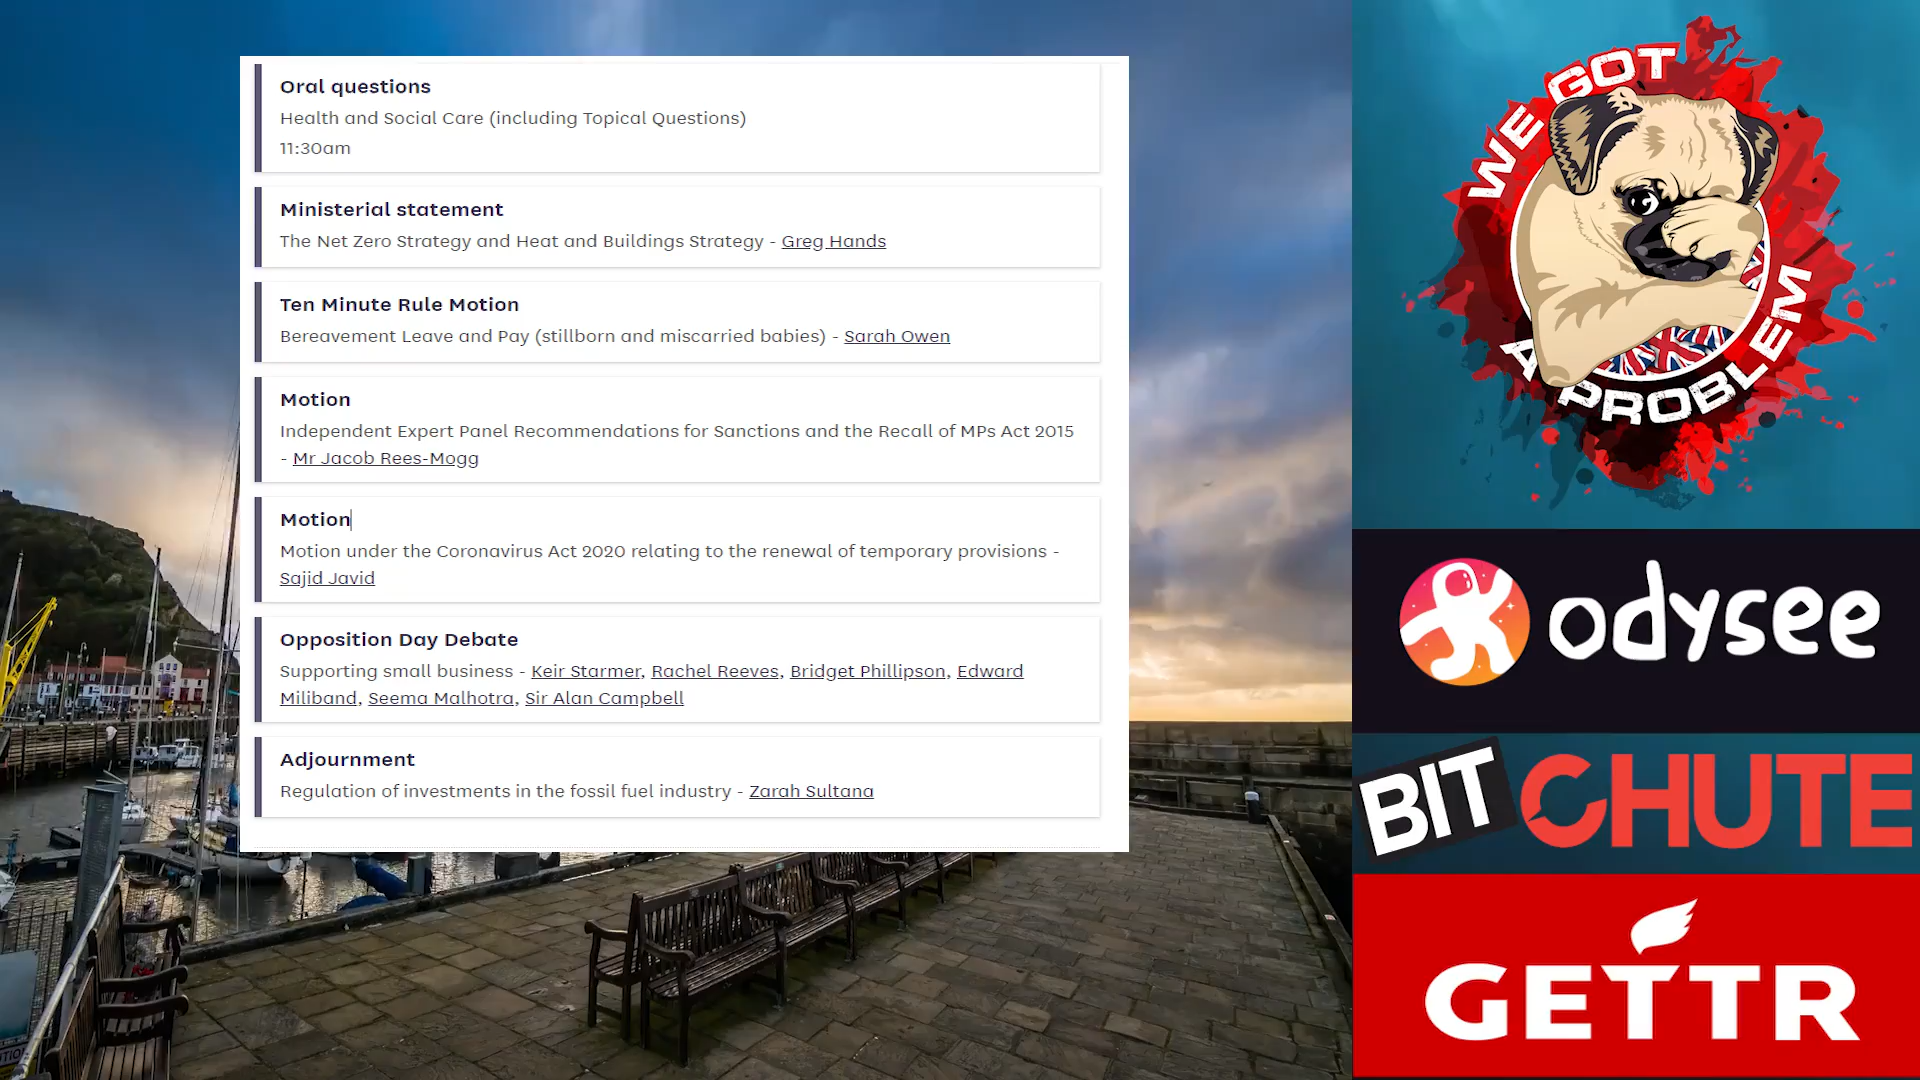 Oral questions
Health and Social Care (including Topical Questions)
11:30am
Ministerial statement
The Net Zero Strategy and Heat and Buildings Strategy - Greg Hands
Ten Minute Rule Motion
Bereavement Leave and Pay (stillborn and miscarried babies) - Sarah Owen
Motion
Independent Expert Panel Recommendations for Sanctions and the Recall of MPs Act 2015
- Mr Jacob Rees-Mogg
Motion
Motion under the Coronavirus Act 2020 relating to the renewal of temporary provisions -
Sajid Javid
Opposition Day Debate
Supporting small business - Keir Starmer, Rachel Reeves, Bridget Phillipson, Edward
Miliband, Seema Malhotra, Sir Alan Campbell
Adjournment
Regulation of investments in the fossil fuel industry - Zarah Sultana
WE GOT
A PROBLEM
odysee
BITCHUTE
GETTR